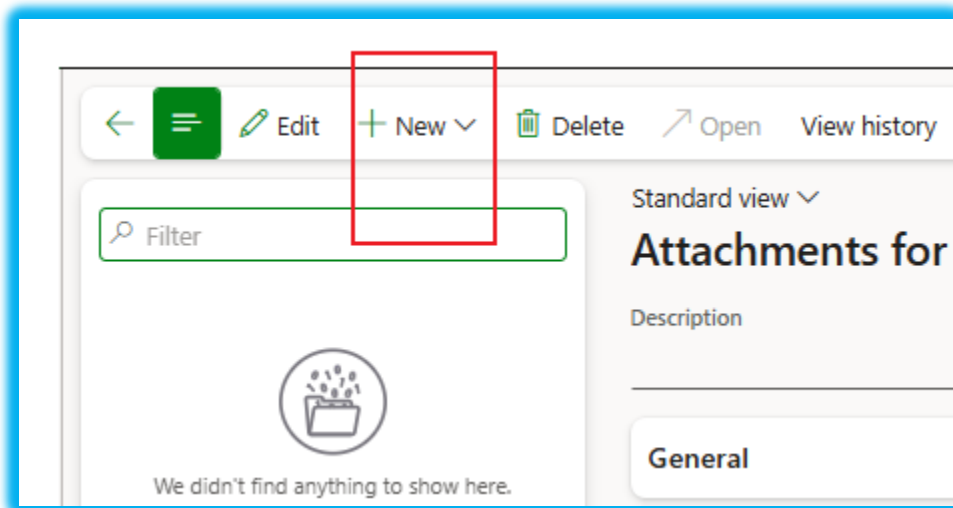 Edit New Delete Open View history
Filter
Standard view
Attachments for
Description
We didn't find anything to show here.
General